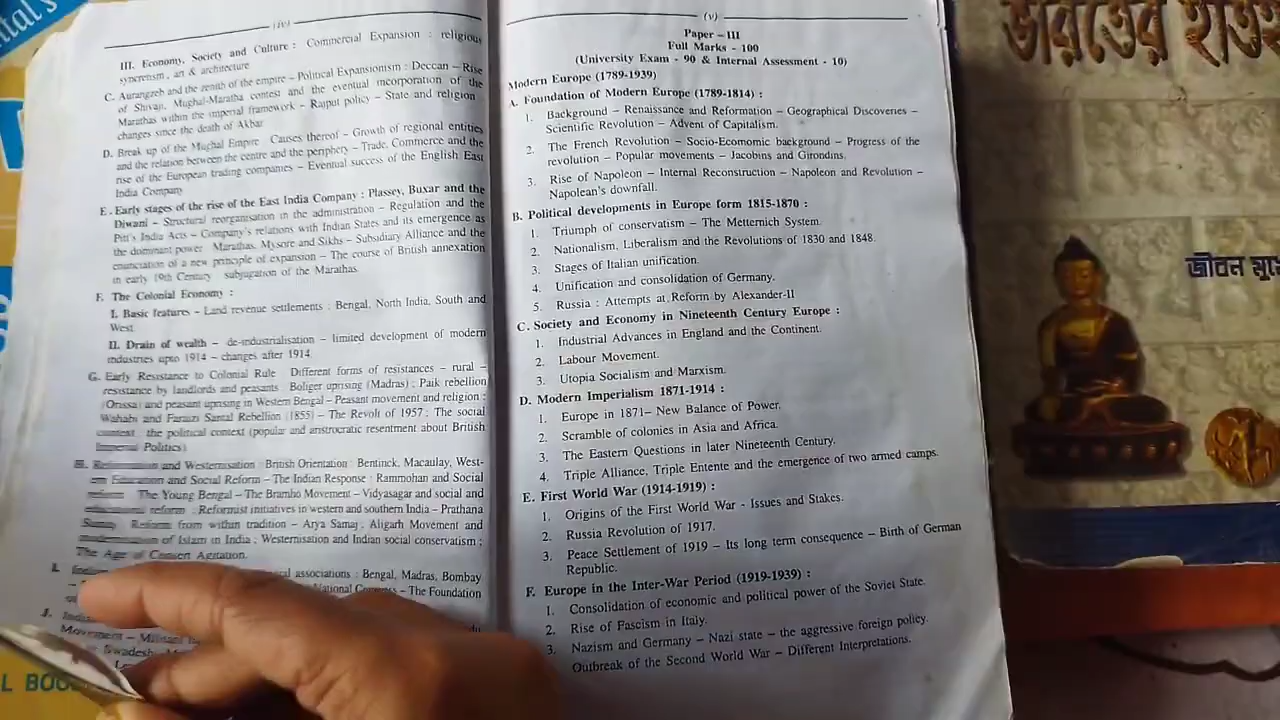 (iv)
III. Economy, Society and Culture : Commercial Expansion : religious
syncretism, art & architecture
C. Aurangzeb and the zenith of the empire – Political Expansionism : Deccan – Rise
of Shivaji, Mughal-Maratha contest and the eventual incorporation of the
Marathas within the imperial framework – Rajput policy – State and religion
changes since the death of Akbar
D. Break up of the Mughal Empire Causes thereof – Growth of regional entities
and the relation between the centre and the periphery – Trade, Commerce and the
rise of the European trading companies – Eventual success of the English East
India Company
E. Early stages of the rise of the East India Company : Plassey, Buxar and the
Diwani – Structural reorganisation in the administration – Regulation and the
Pitt's India Acts – Company's relations with Indian States and its emergence as
the dominant power Marathas, Mysore and Sikhs – Subsidiary Alliance and the
enunciation of a new principle of expansion – The course of British annexation
in early 19th Century subjugation of the Marathas.
F. The Colonial Economy :
I. Basic features – Land revenue settlements : Bengal, North India, South and
West
II. Drain of wealth – de-industrialisation – limited development of modern
industries upto 1914 – changes after 1914
G. Early Resistance to Colonial Rule Different forms of resistances – rural –
resistance by landlords and peasants Boliger uprising (Madras) ; Paik rebellion
(Orissa) and peasant uprising in Western Bengal – Peasant movement and religion ;
Wahabi and Farazi Santal Rebellion (1855) – The Revolt of 1957 ; The social
context the political context (popular and aristrocratic resentment about British
Imperial Politics)
H. and Westernisation : British Orientation : Bentinck, Macaulay, West-
ern Education and Social Reform – The Indian Response : Rammohan and Social
reform The Young Bengal – The Bramho Movement – Vidyasagar and social and
educational reform : Reformist initiatives in western and southern India – Prathana
Samaj Reform from within tradition – Arya Samaj, Aligarh Movement and
modernisation of Islam in India ; Westernisation and Indian social conservatism ;
The Age of Consert Agitation.
I. associations : Bengal, Madras, Bombay
National – The Foundation
J. India
Movement – Militant
– Swadesh
L BOO
(v)
Paper – III
Full Marks - 100
(University Exam - 90 & Internal Assessment - 10)
Modern Europe (1789-1939)
A. Foundation of Modern Europe (1789-1814) :
1. Background – Renaissance and Reformation – Geographical Discoveries –
Scientific Revolution – Advent of Capitalism.
2. The French Revolution – Socio-Ecomomic background – Progress of the
revolution – Popular movements – Jacobins and Girondins.
3. Rise of Napoleon – Internal Reconstruction – Napoleon and Revolution –
Napolean's downfall.
B. Political developments in Europe form 1815-1870 :
1. Triumph of conservatism – The Metternich System.
2. Nationalism, Liberalism and the Revolutions of 1830 and 1848.
3. Stages of Italian unification.
4. Unification and consolidation of Germany.
5. Russia : Attempts at Reform by Alexander-II
C. Society and Economy in Nineteenth Century Europe :
1. Industrial Advances in England and the Continent.
2. Labour Movement.
3. Utopia Socialism and Marxism.
D. Modern Imperialism 1871-1914 :
1. Europe in 1871– New Balance of Power.
2. Scramble of colonies in Asia and Africa.
3. The Eastern Questions in later Nineteenth Century.
4. Triple Alliance, Triple Entente and the emergence of two armed camps.
E. First World War (1914-1919) :
1. Origins of the First World War - Issues and Stakes.
2. Russia Revolution of 1917.
3. Peace Settlement of 1919 – Its long term consequence – Birth of German
Republic.
F. Europe in the Inter-War Period (1919-1939) :
1. Consolidation of economic and political power of the Soviet State.
2. Rise of Fascism in Italy.
3. Nazism and Germany – Nazi state – the aggressive foreign policy.
Outbreak of the Second World War – Different Interpretations.
ভারতের ইতিহ
জীবন মুখে